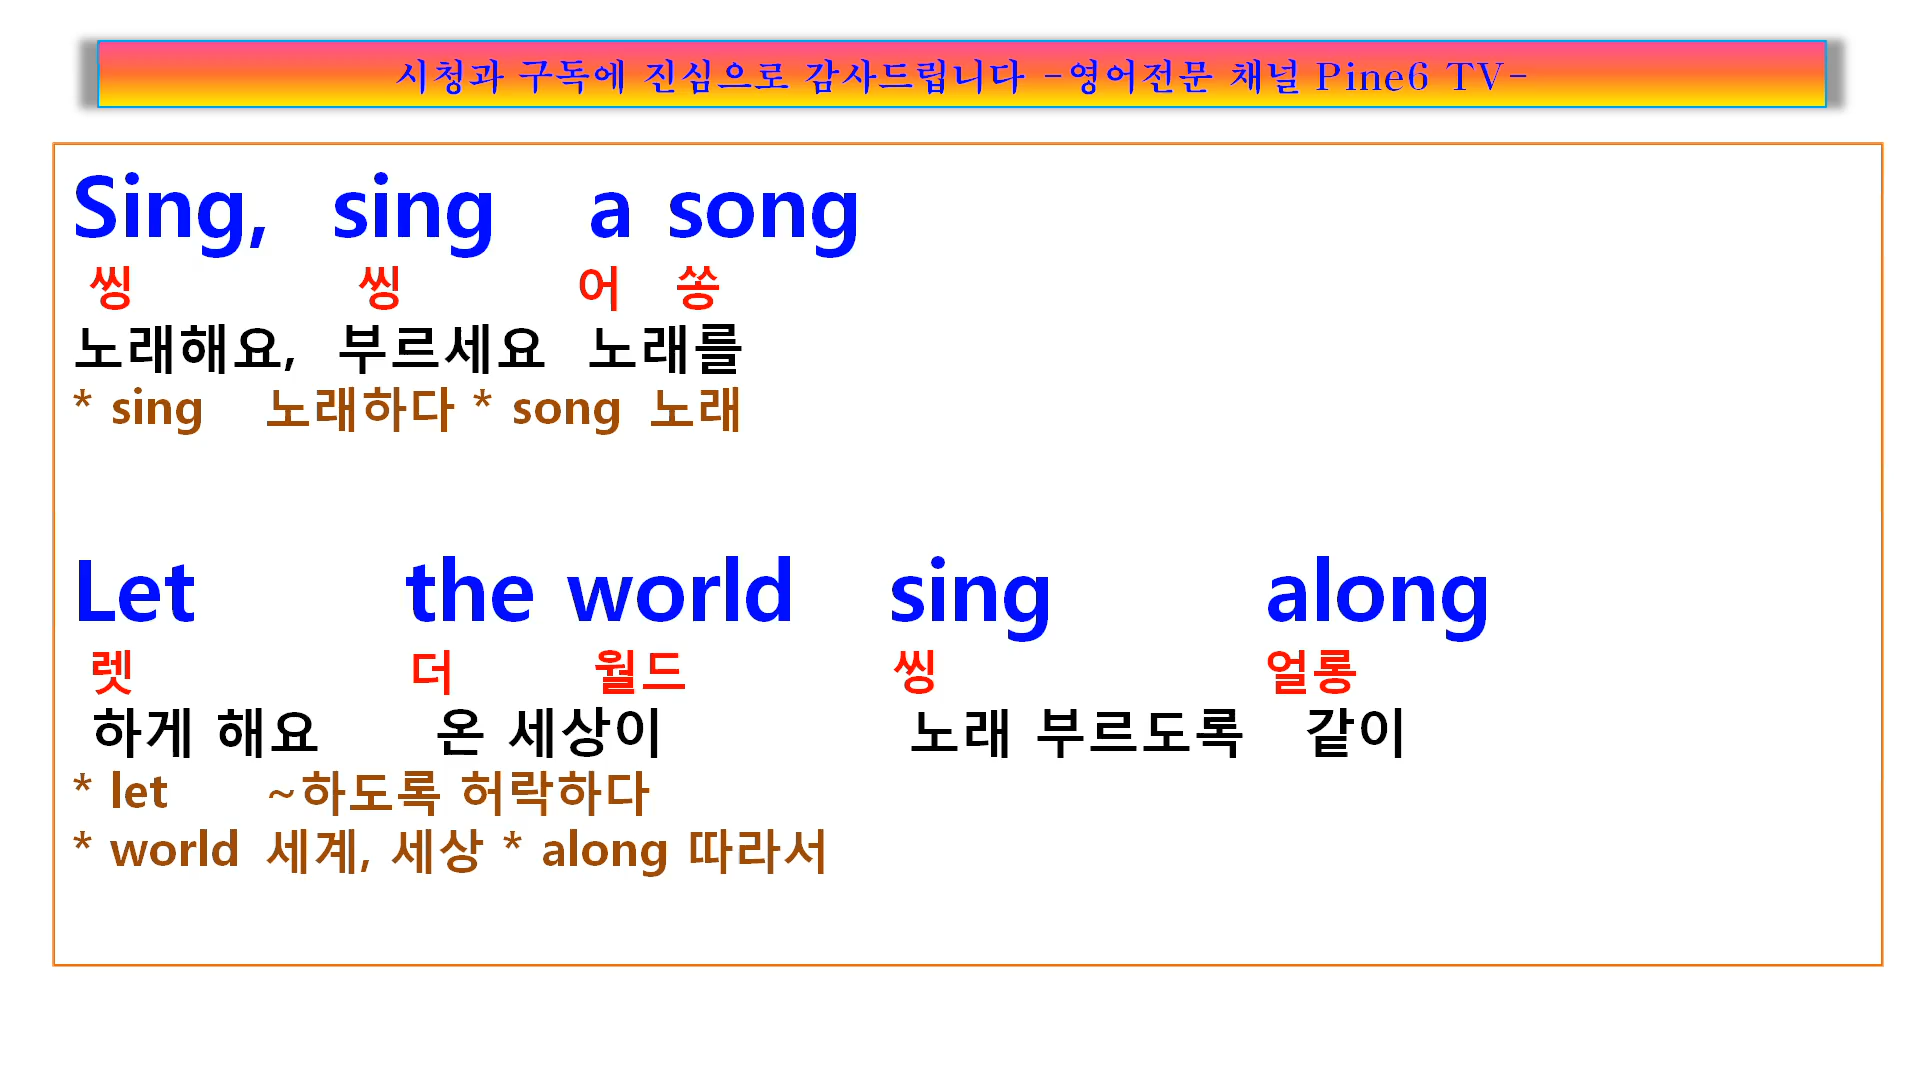 시청과 구독에 진심으로 감사드립니다 -영어전문 채널 Pine6 TV-
Sing, sing a song
씽 씽 어 쏭
노래해요, 부르세요 노래를
* sing 노래하다 * song 노래
Let the world sing along
렛 더 월드 씽 얼롱
하게 해요 온 세상이 노래 부르도록 같이
* let ~하도록 허락하다
* world 세계, 세상 * along 따라서